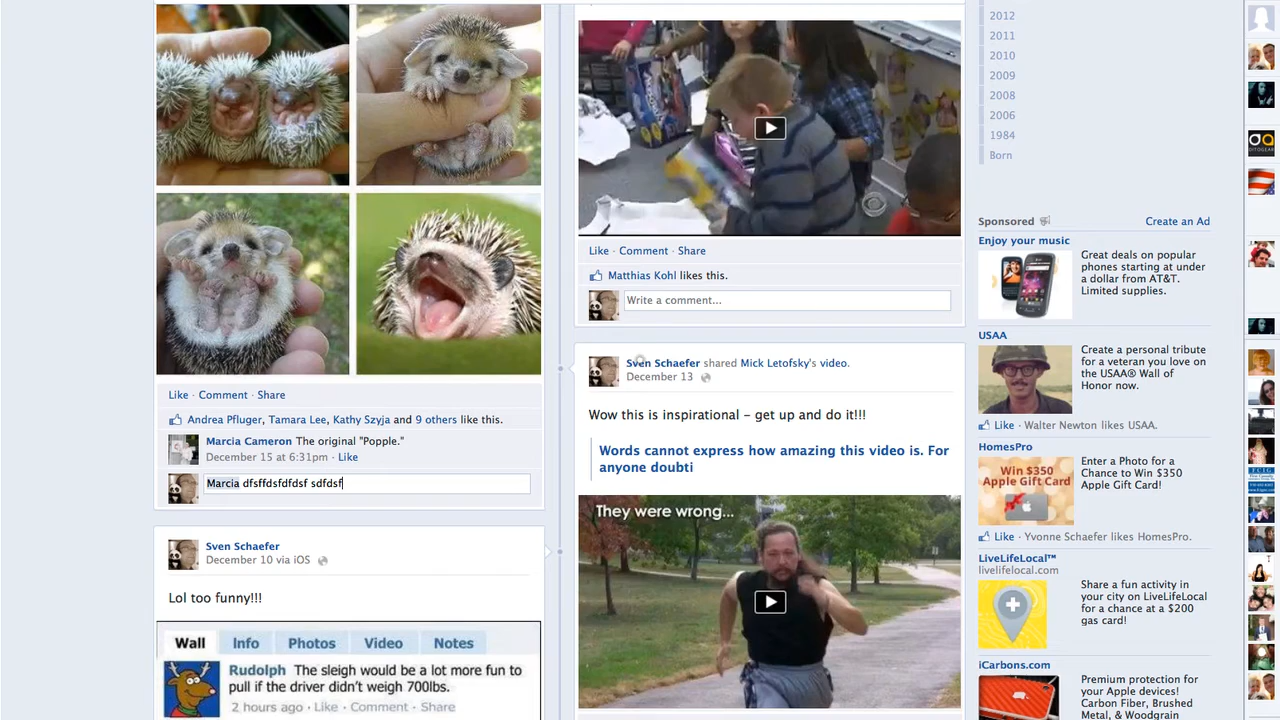 Like · Comment · Share
Andrea Pfluger, Tamara Lee, Kathy Szyja and 9 others like this.
Marcia Cameron The original "Popple."
December 15 at 6:31pm · Like
Marcia dfsffdsfdfdsf sdfdsf
Sven Schaefer
December 10 via iOS
Lol too funny!!!
Wall Info Photos Video Notes
Rudolph The sleigh would be a lot more fun to
pull if the driver didn't weigh 700lbs.
2 hours ago · Like · Comment · Share
Like · Comment · Share
Matthias Kohl likes this.
Write a comment...
Sven Schaefer shared Mick Letofsky's video.
December 13
Wow this is inspirational – get up and do it!!!
Words cannot express how amazing this video is. For
anyone doubti
They were wrong...
2012
2011
2010
2009
2008
2006
1984
Born
Sponsored Create an Ad
Enjoy your music
Great deals on popular
phones starting at under
a dollar from AT&T.
Limited supplies.
USAA
Create a personal tribute
for a veteran you love on
the USAA® Wall of
Honor now.
Like · Walter Newton likes USAA.
HomesPro
Win $350
Apple Gift Card!
Enter a Photo for a
Chance to Win $350
Apple Gift Card!
Like · Yvonne Schaefer likes HomesPro.
LiveLifeLocal™
livelifelocal.com
Share a fun activity in
your city on LiveLifeLocal
for a chance at a $200
gas card!
iCarbons.com
Premium protection for
your Apple devices!
Carbon Fiber, Brushed
Metal, & Woodgrain